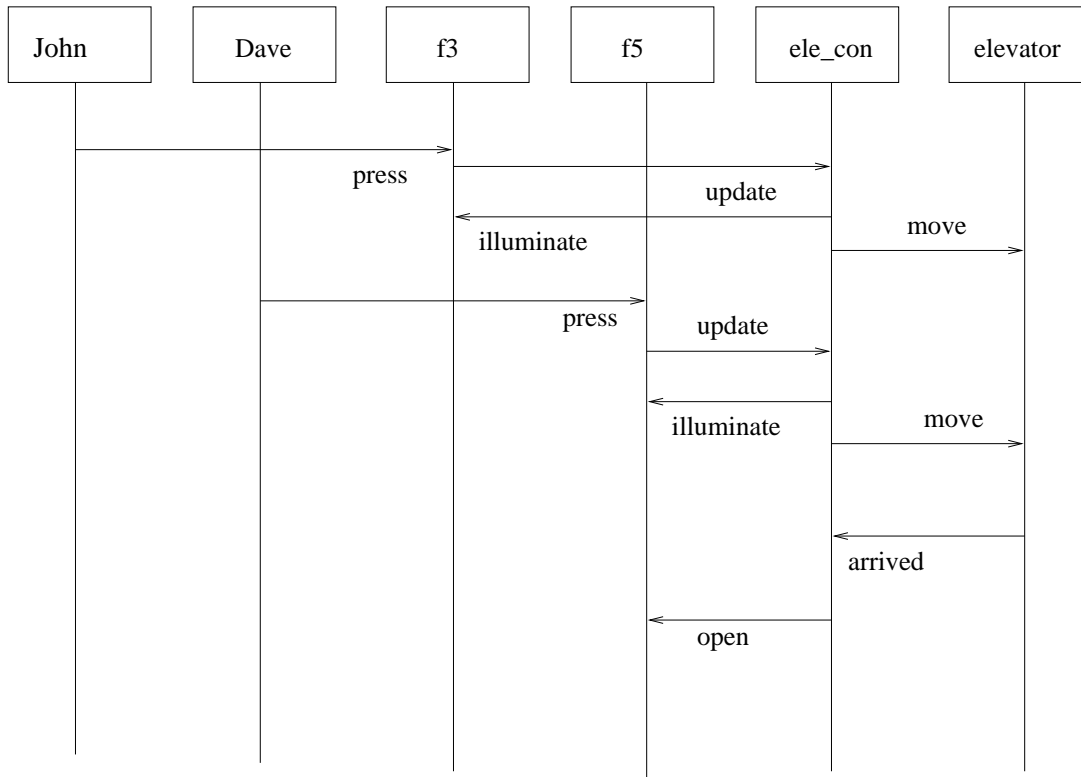 John Dave f3 f5 ele_con elevator
press
update
illuminate
move
press
update
illuminate
move
arrived
open